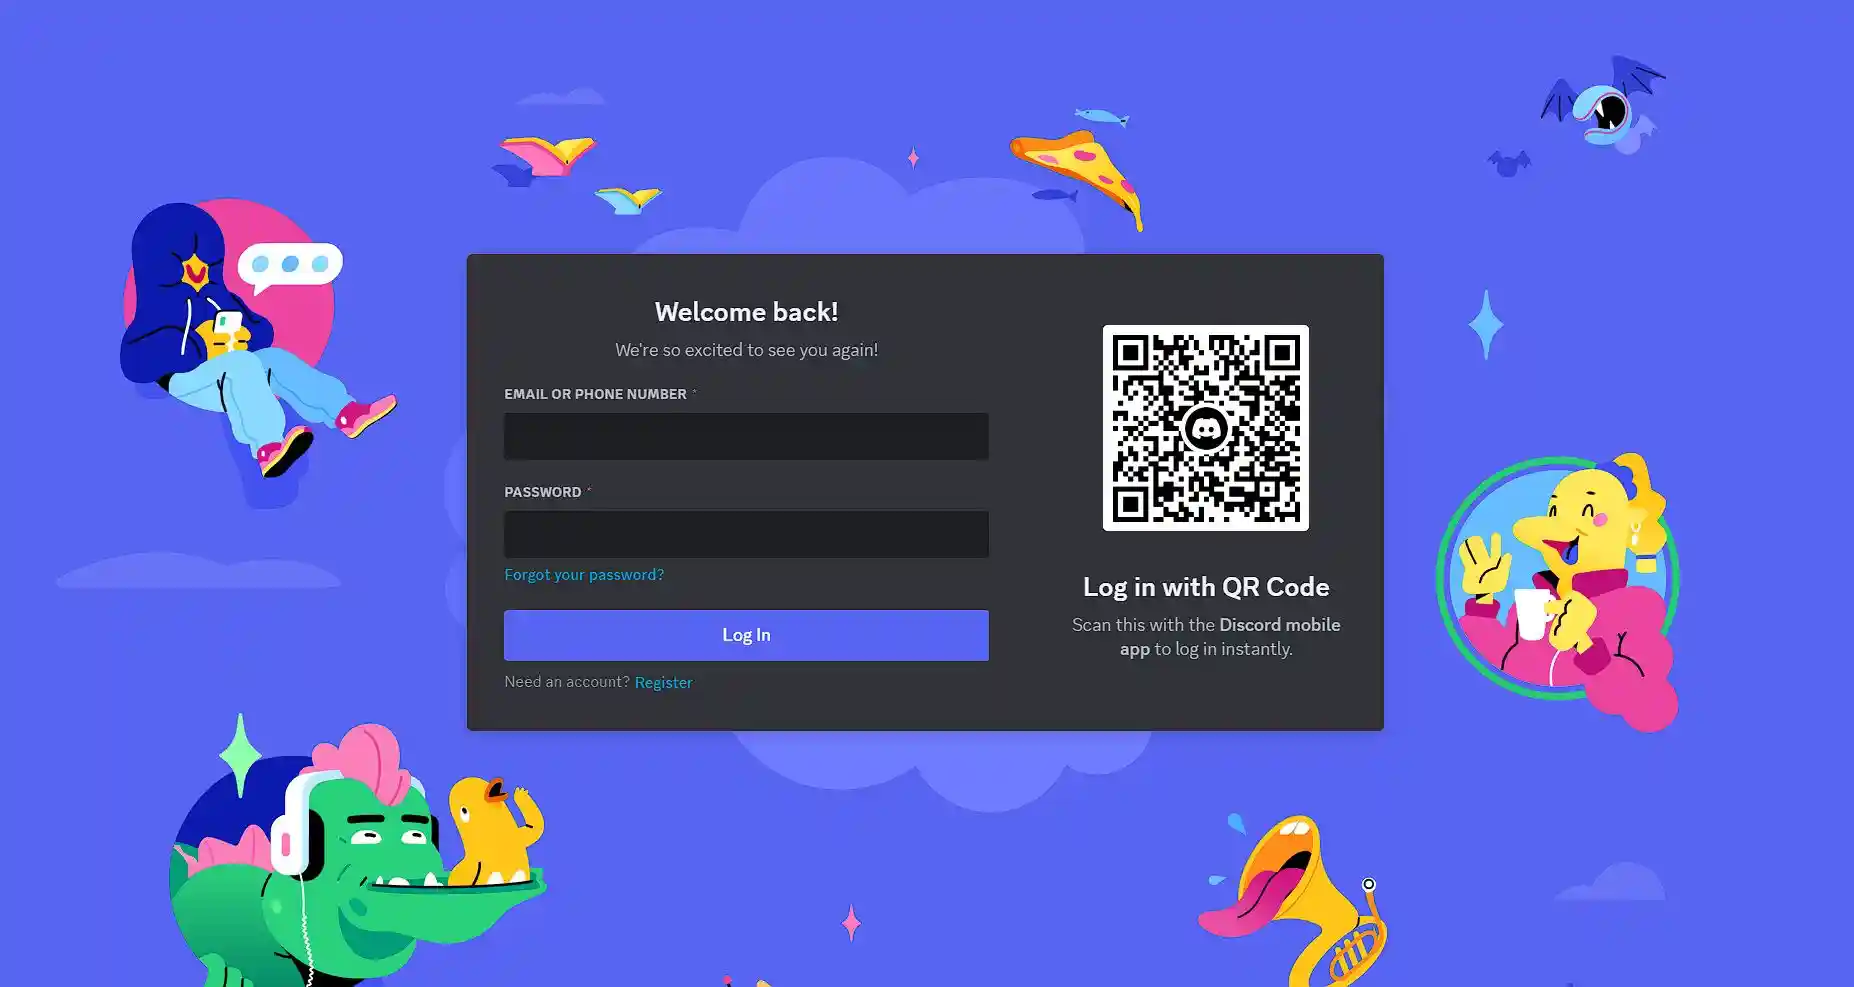 Welcome back!
We're so excited to see you again!
EMAIL OR PHONE NUMBER *
PASSWORD *
Forgot your password?
Log In
Need an account? Register
Log in with QR Code
Scan this with the Discord mobile
app to log in instantly.